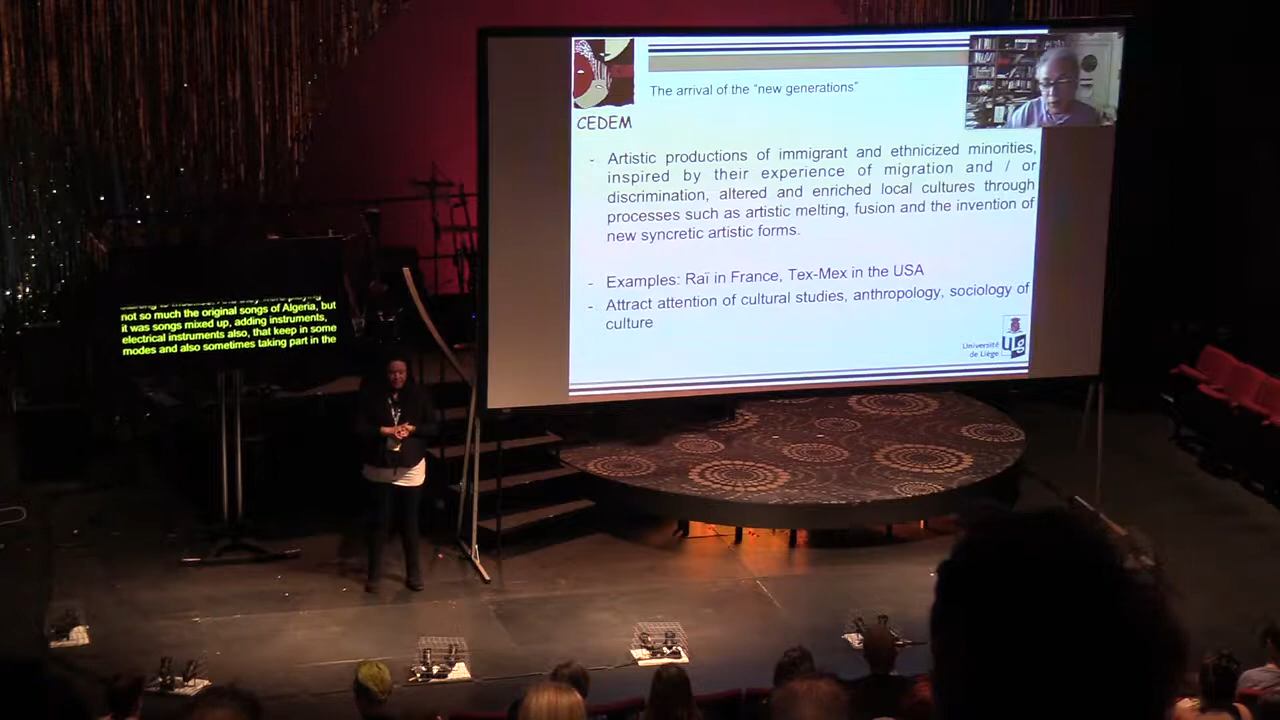 The arrival of the “new generations”
CEDEM
- Artistic productions of immigrant and ethnicized minorities,
inspired by their experience of migration and / or
discrimination, altered and enriched local cultures through
processes such as artistic melting, fusion and the invention of
new syncretic artistic forms.
- Examples: Raï in France, Tex-Mex in the USA
- Attract attention of cultural studies, anthropology, sociology of
culture
Université
de Liège
not so much the original songs of Algeria, but
it was songs mixed up, adding instruments,
electrical instruments also, that keep in some
modes and also sometimes taking part in the